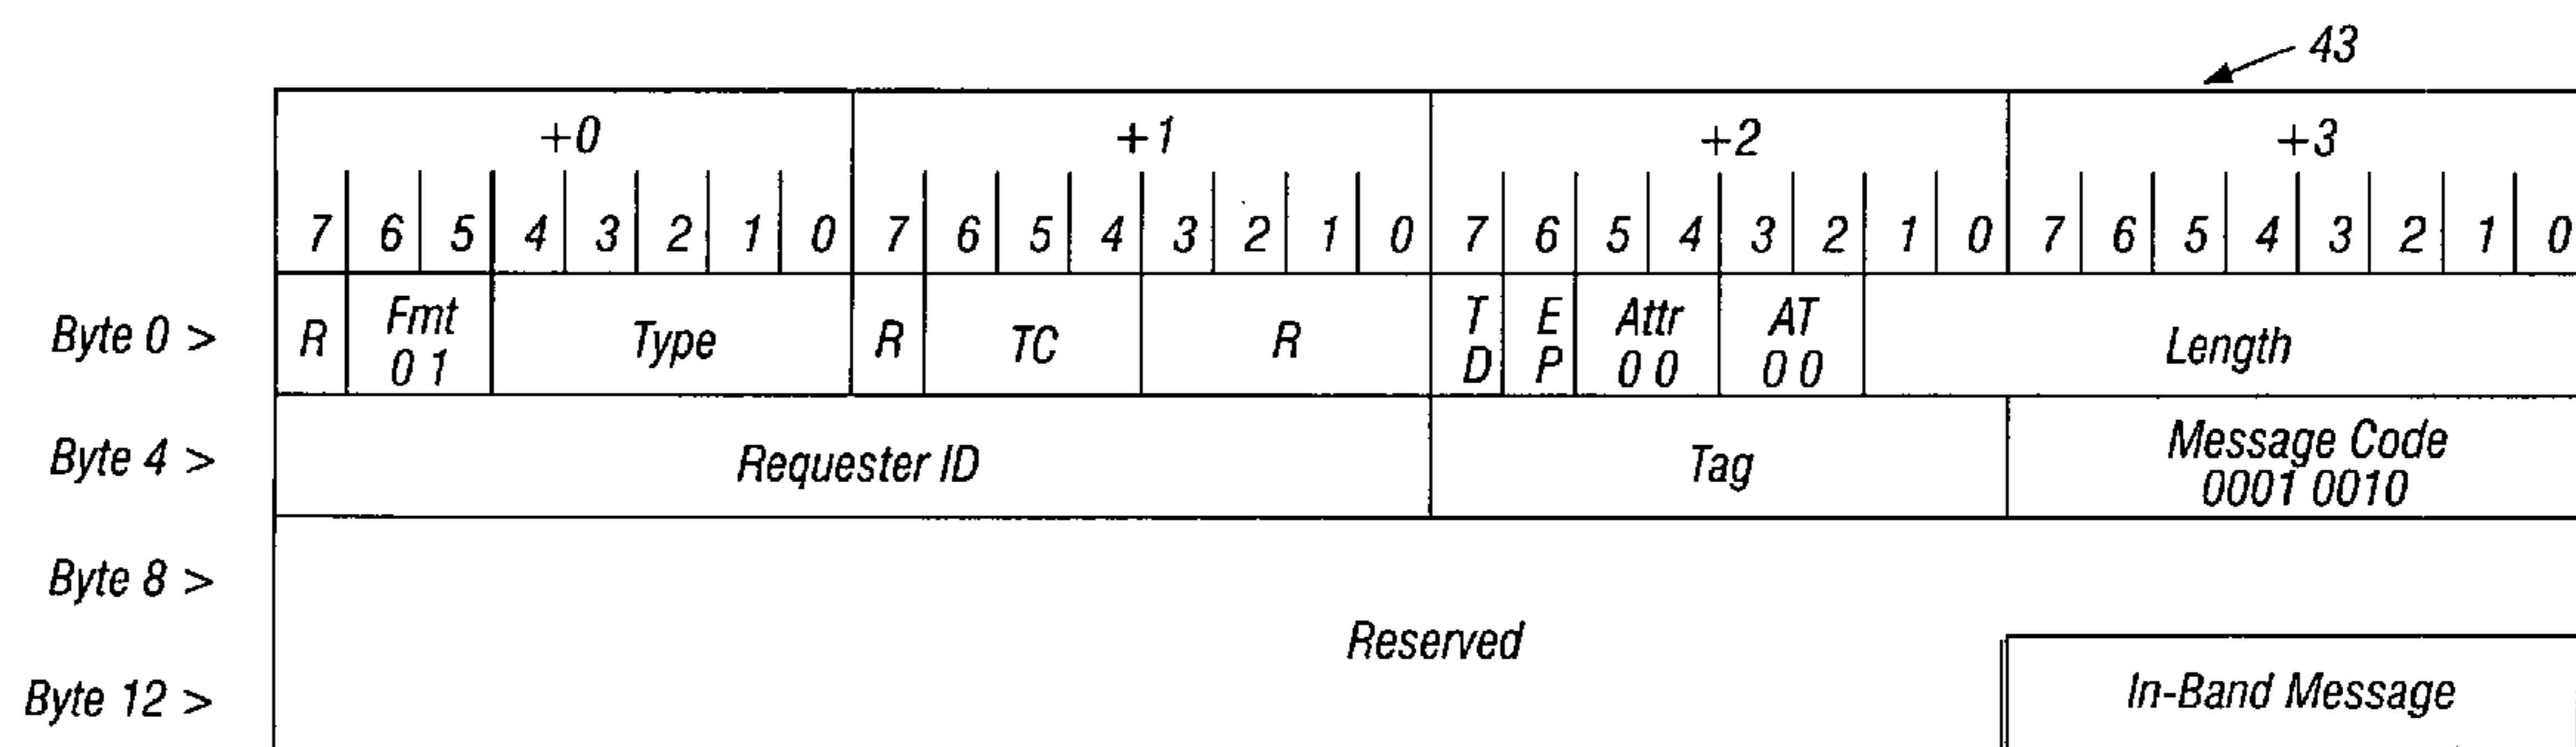 43
+0 +1 +2 +3
7 6 5 4 3 2 1 0 7 6 5 4 3 2 1 0 7 6 5 4 3 2 1 0 7 6 5 4 3 2 1 0
Byte 0 > R Fmt Type R TC R T E Attr AT Length
0 1 D P 0 0 0 0
Byte 4 > Requester ID Tag Message Code
0001 0010
Byte 8 >
Reserved
Byte 12 > In-Band Message